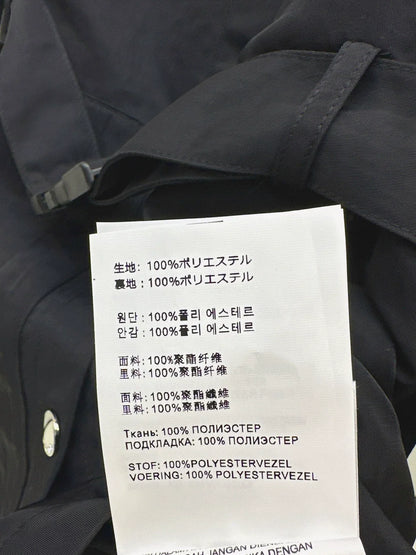 生地: 100%ポリエステル
裏地: 100%ポリエステル
원단: 100%폴리 에스테르
안감: 100%폴리 에스테르
面料: 100%聚酯纤维
里料: 100%聚酯纤维
面料: 100%聚酯纖維
里料: 100%聚酯纖維
Ткань: 100% ПОЛИЭСТЕР
ПОДКЛАДКА: 100% ПОЛИЭСТЕР
STOF: 100%POLYESTERVEZEL
VOERING: 100%POLYESTERVEZEL
JANGAN
DENGAN